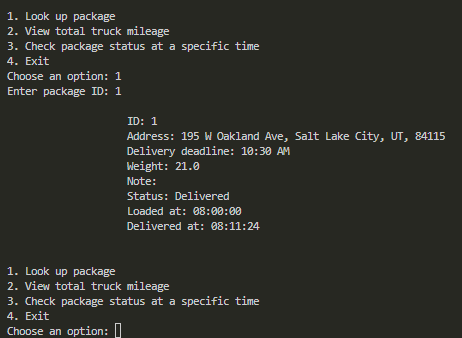 1. Look up package
2. View total truck mileage
3. Check package status at a specific time
4. Exit
Choose an option: 1
Enter package ID: 1
ID: 1
Address: 195 W Oakland Ave, Salt Lake City, UT, 84115
Delivery deadline: 10:30 AM
Weight: 21.0
Note:
Status: Delivered
Loaded at: 08:00:00
Delivered at: 08:11:24
1. Look up package
2. View total truck mileage
3. Check package status at a specific time
4. Exit
Choose an option: